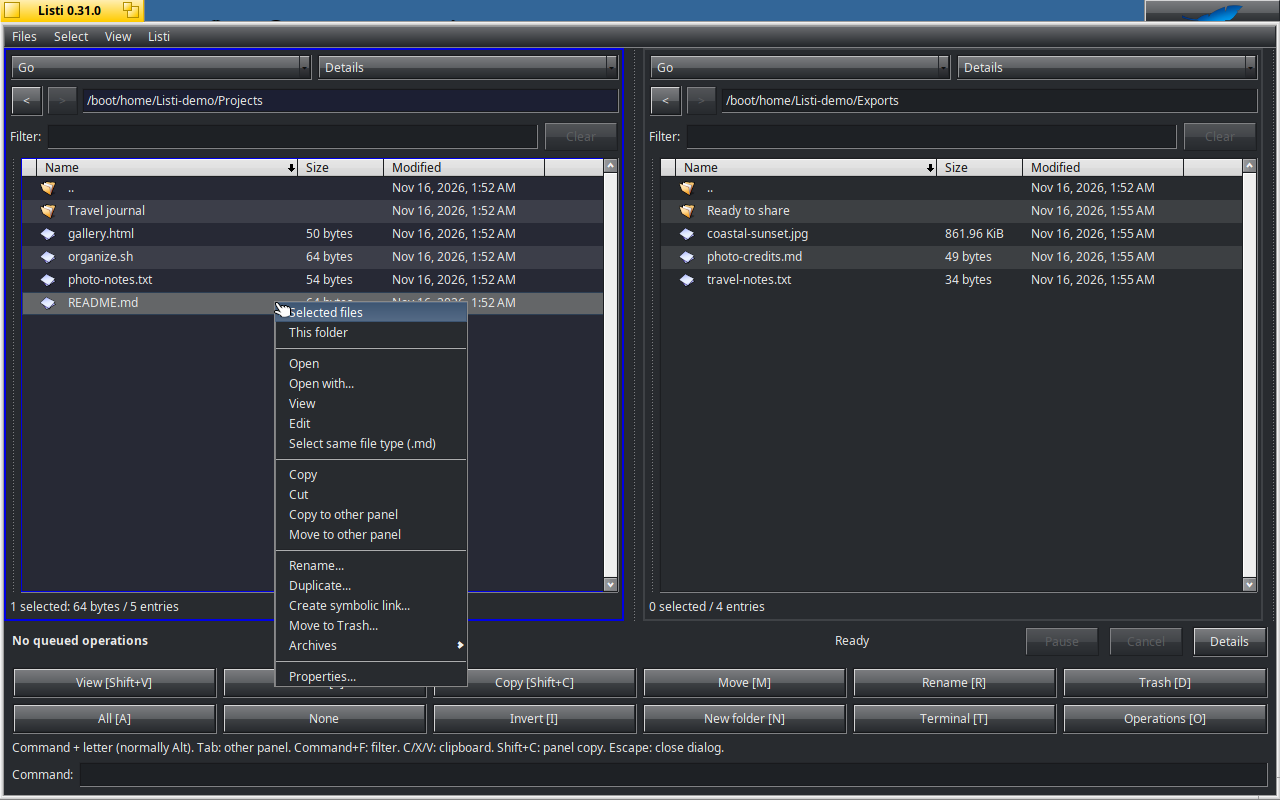 Listi 0.31.0
Files Select View Listi
Go Details
< > /boot/home/Listi-demo/Projects
Filter: Clear
Name Size Modified
.. Nov 16, 2026, 1:52 AM
Travel journal Nov 16, 2026, 1:52 AM
gallery.html 50 bytes Nov 16, 2026, 1:52 AM
organize.sh 64 bytes Nov 16, 2026, 1:52 AM
photo-notes.txt 54 bytes Nov 16, 2026, 1:52 AM
README.md 64 bytes Nov 16, 2026, 1:52 AM
1 selected: 64 bytes / 5 entries
Selected files
This folder
Open
Open with...
View
Edit
Select same file type (.md)
Copy
Cut
Copy to other panel
Move to other panel
Rename...
Duplicate...
Create symbolic link...
Move to Trash...
Archives
Properties...
Go Details
< > /boot/home/Listi-demo/Exports
Filter: Clear
Name Size Modified
.. Nov 16, 2026, 1:52 AM
Ready to share Nov 16, 2026, 1:55 AM
coastal-sunset.jpg 861.96 KiB Nov 16, 2026, 1:55 AM
photo-credits.md 49 bytes Nov 16, 2026, 1:55 AM
travel-notes.txt 34 bytes Nov 16, 2026, 1:55 AM
0 selected / 4 entries
No queued operations Ready Pause Cancel Details
View [Shift+V] Copy [Shift+C] Move [M] Rename [R] Trash [D]
All [A] None Invert [I] New folder [N] Terminal [T] Operations [O]
Command + letter (normally Alt). Tab: other panel. Command+F: filter. C/X/V: clipboard. Shift+C: panel copy. Escape: close dialog.
Command: